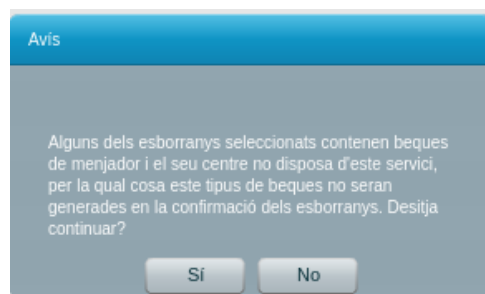 Avís
Alguns dels esborranys seleccionats contenen beques
de menjador i el seu centre no disposa d'este servici,
per la qual cosa este tipus de beques no seran
generades en la confirmació dels esborranys. Desitja
continuar?
Sí No